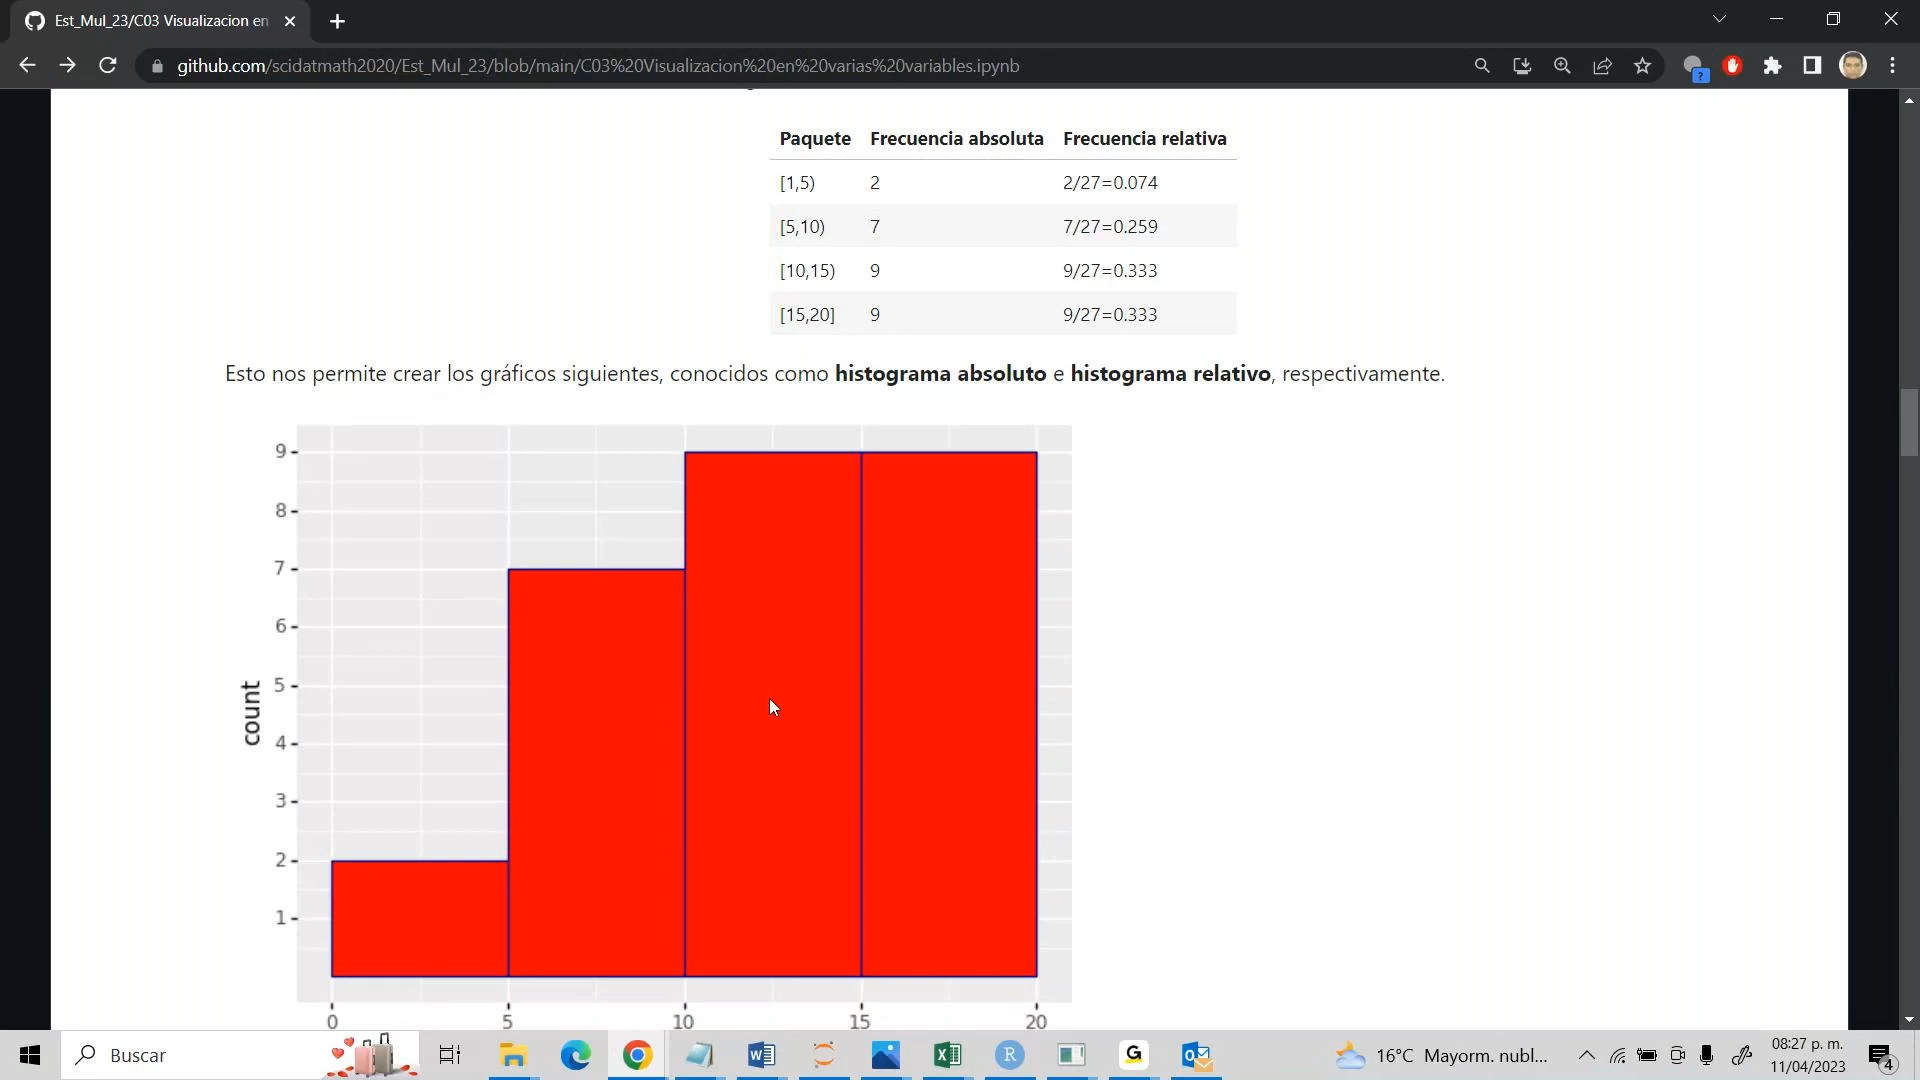 Est_Mul_23/C03 Visualizacion en
github.com/scidatmath2020/Est_Mul_23/blob/main/C03%20Visualizacion%20en%20varias%20variables.ipynb
Paquete Frecuencia absoluta Frecuencia relativa
[1,5) 2 2/27=0.074
[5,10) 7 7/27=0.259
[10,15) 9 9/27=0.333
[15,20] 9 9/27=0.333
Esto nos permite crear los gráficos siguientes, conocidos como histograma absoluto e histograma relativo, respectivamente.
9
8
7
6
5
4
3
2
1
count
0 5 10 15 20
Buscar
16°C Mayorm. nubl...
08:27 p. m.
11/04/2023
4